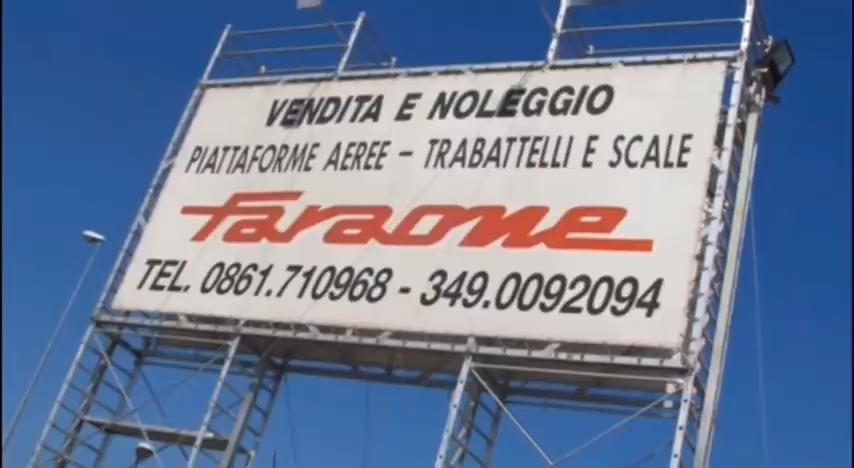 VENDITA E NOLEGGIO
PIATTAFORME AEREE - TRABATTELLI E SCALE
Faraone
TEL. 0861.710968 - 349.0092094